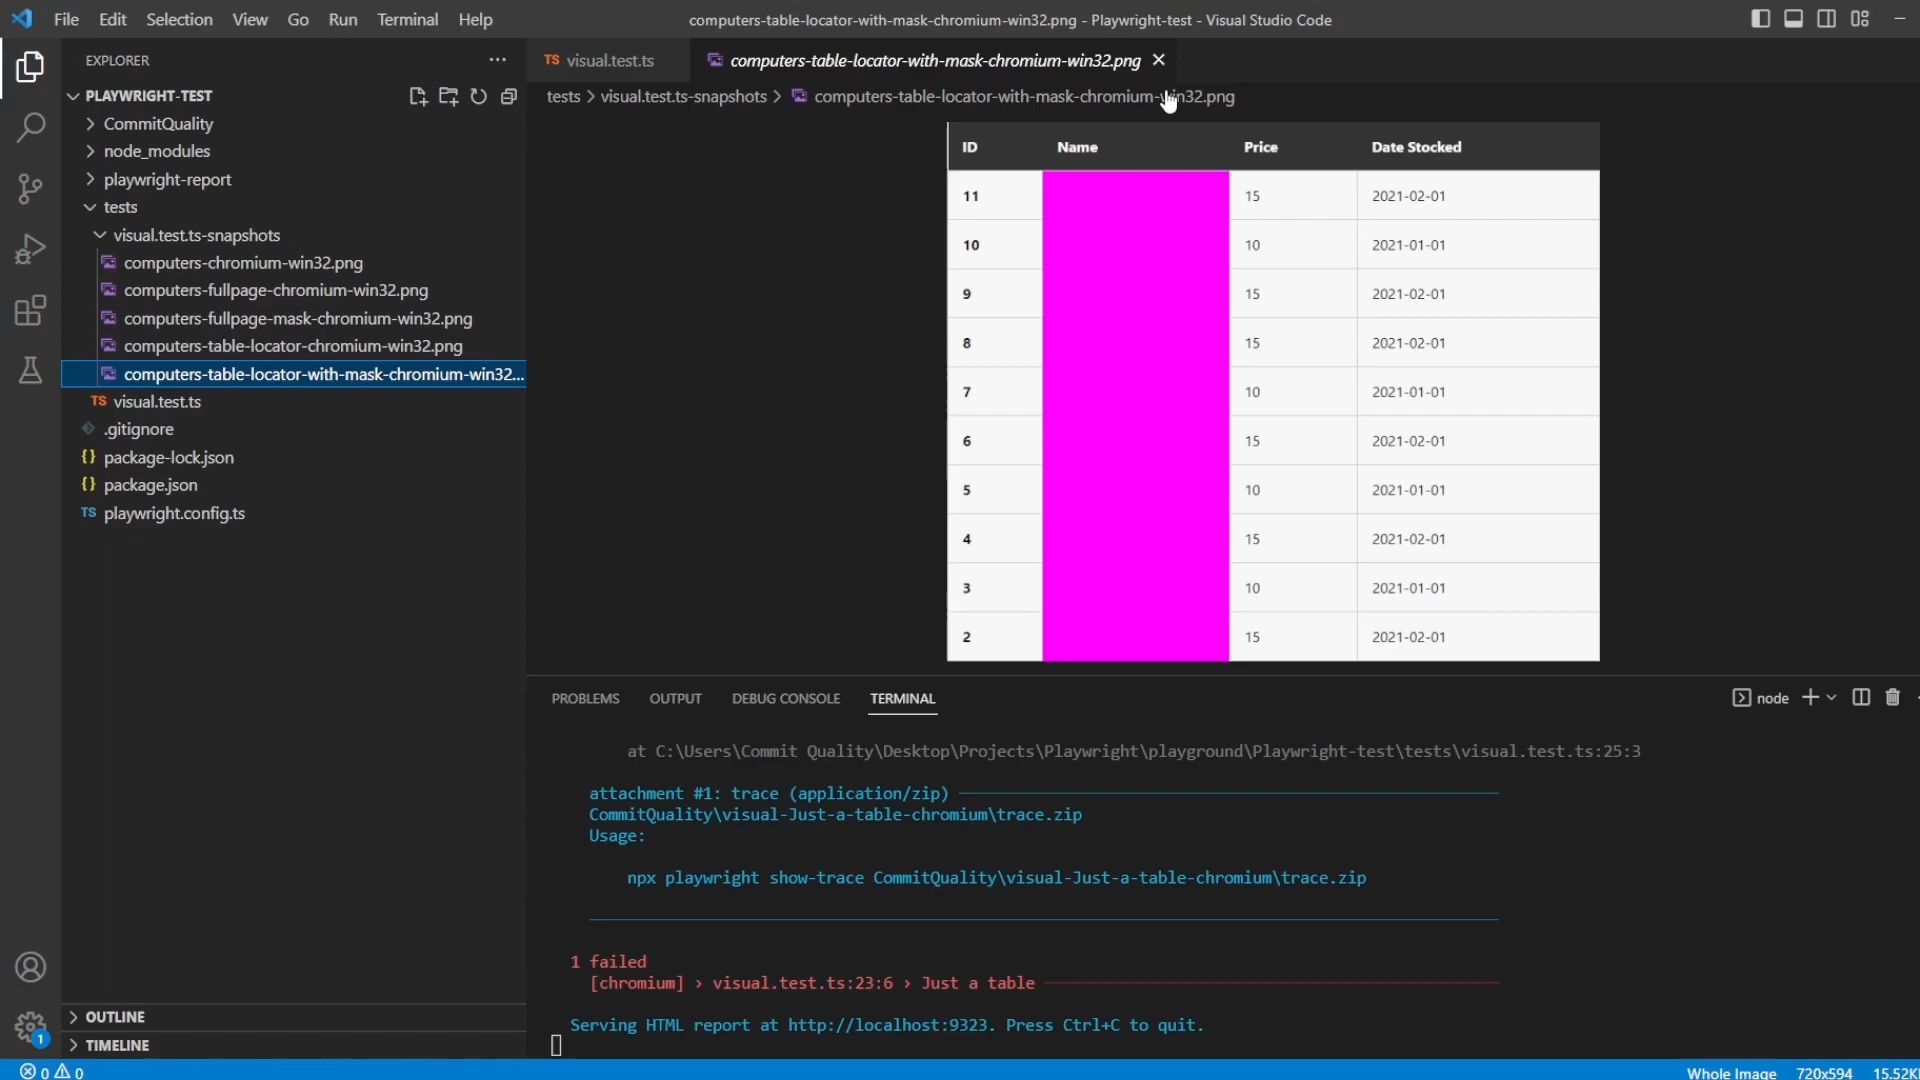 File Edit Selection View Go Run Terminal Help
computers-table-locator-with-mask-chromium-win32.png - Playwright-test - Visual Studio Code
EXPLORER
PLAYWRIGHT-TEST
CommitQuality
node_modules
playwright-report
tests
visual.test.ts-snapshots
computers-chromium-win32.png
computers-fullpage-chromium-win32.png
computers-fullpage-mask-chromium-win32.png
computers-table-locator-chromium-win32.png
computers-table-locator-with-mask-chromium-win32...
TS visual.test.ts
.gitignore
{} package-lock.json
{} package.json
TS playwright.config.ts
OUTLINE
TIMELINE
1
TS visual.test.ts
computers-table-locator-with-mask-chromium-win32.png
tests > visual.test.ts-snapshots > computers-table-locator-with-mask-chromium-win32.png
ID Name Price Date Stocked
11 15 2021-02-01
10 10 2021-01-01
9 15 2021-02-01
8 15 2021-02-01
7 10 2021-01-01
6 15 2021-02-01
5 10 2021-01-01
4 15 2021-02-01
3 10 2021-01-01
2 15 2021-02-01
PROBLEMS OUTPUT DEBUG CONSOLE TERMINAL
node
at C:\Users\Commit Quality\Desktop\Projects\Playwright\playground\Playwright-test\tests\visual.test.ts:25:3
attachment #1: trace (application/zip)
CommitQuality\visual-Just-a-table-chromium\trace.zip
Usage:
npx playwright show-trace CommitQuality\visual-Just-a-table-chromium\trace.zip
1 failed
[chromium] › visual.test.ts:23:6 › Just a table
Serving HTML report at http://localhost:9323. Press Ctrl+C to quit.
0 0
Whole Image 720x594 15.52K